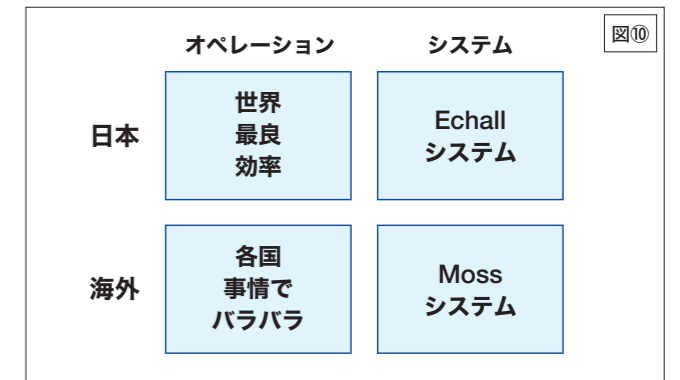 図⑩
オペレーション
システム
日本
世界
最良
効率
Echall
システム
海外
各国
事情で
バラバラ
Moss
システム